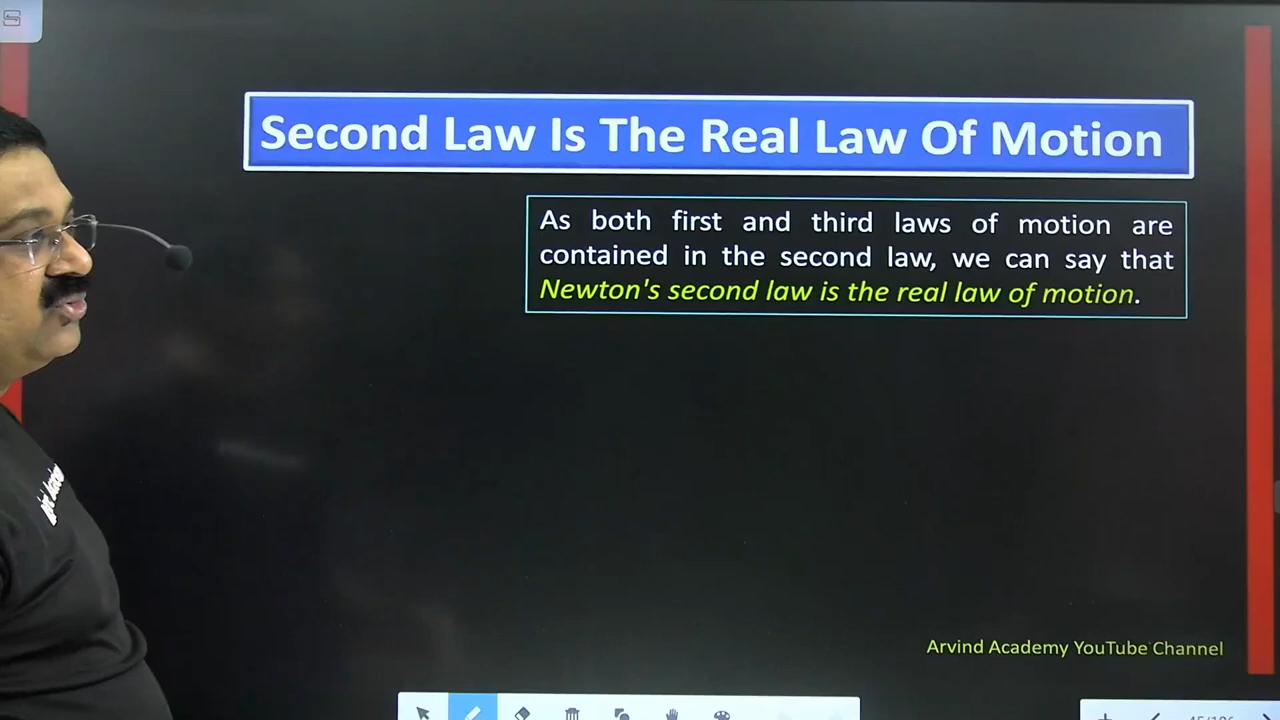 Second Law Is The Real Law Of Motion
As both first and third laws of motion are
contained in the second law, we can say that
Newton's second law is the real law of motion.
Arvind Academy YouTube Channel